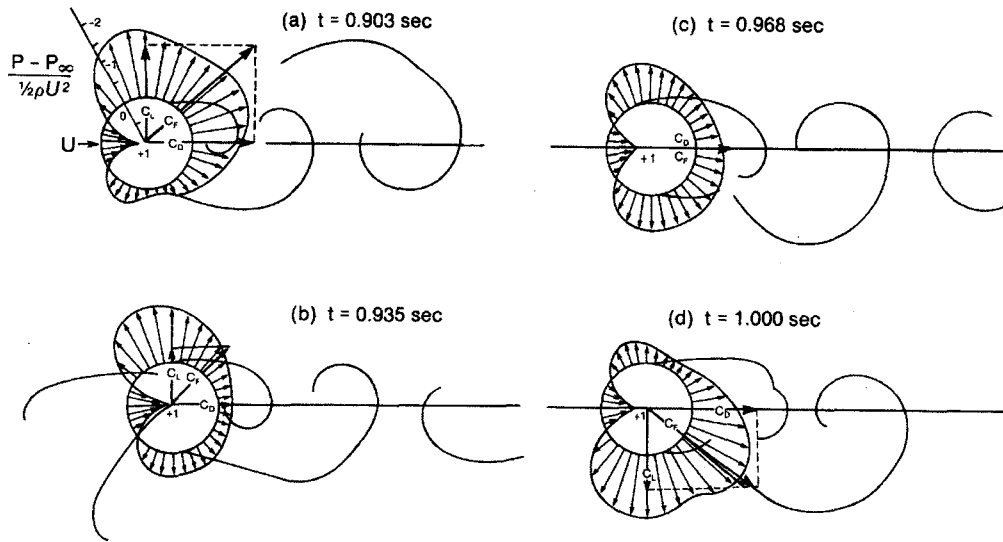 (a) t = 0.903 sec
-2
-1
0
P – P∞
½ρU²
U
C_L
C_F
C_D
+1
(c) t = 0.968 sec
C_D
C_F
+1
(b) t = 0.935 sec
C_L C_F
+1
C_D
(d) t = 1.000 sec
+1
C_D
C_F